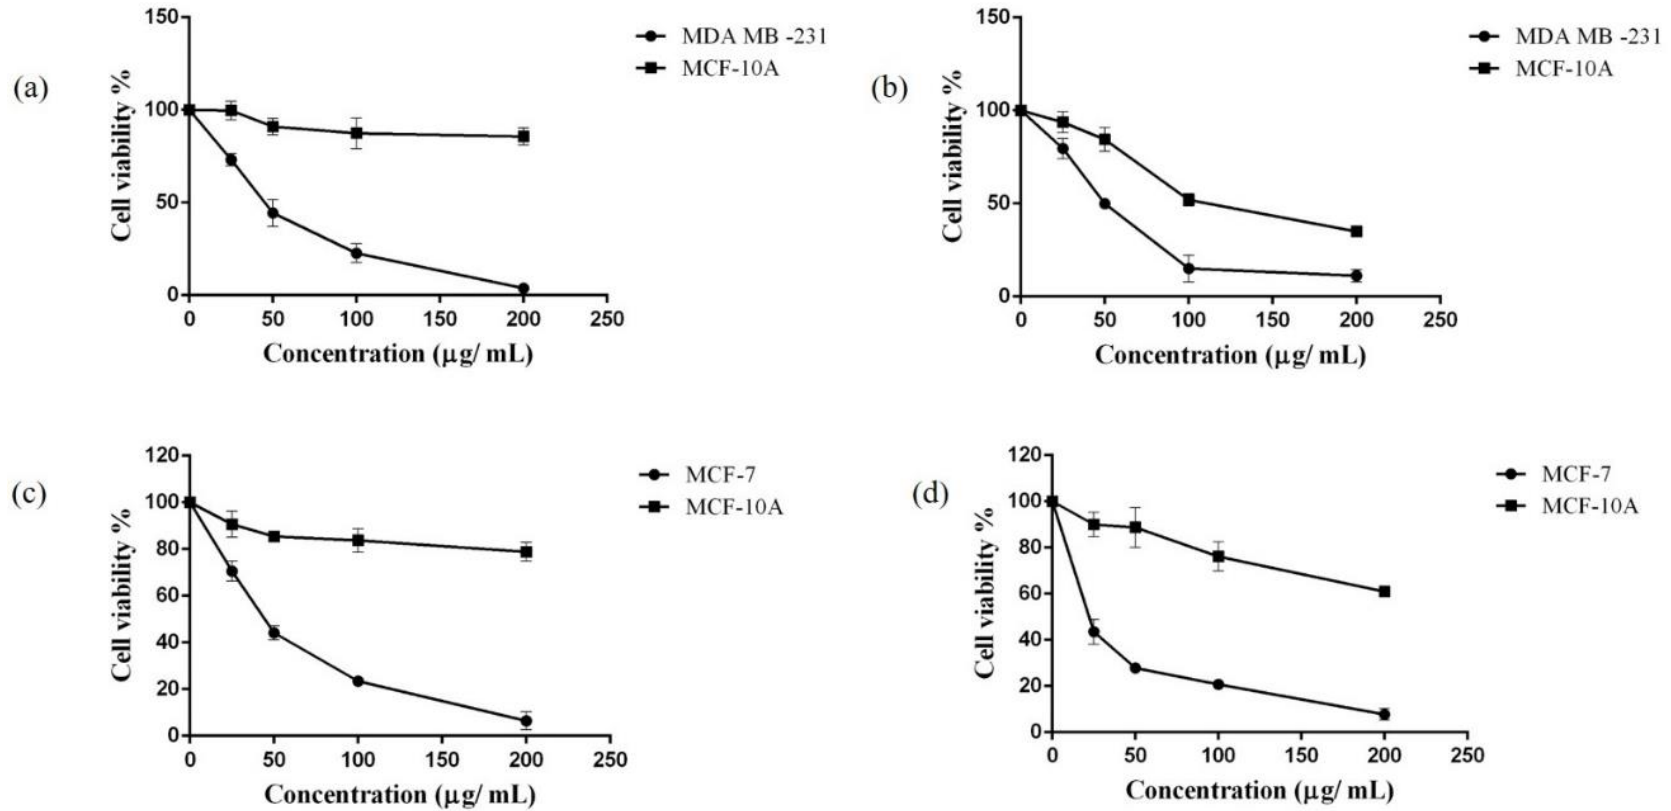 (a)
Cell viability %
150
100
50
0
0 50 100 150 200 250
Concentration (μg/ mL)
MDA MB -231
MCF-10A
(b)
Cell viability %
150
100
50
0
0 50 100 150 200 250
Concentration (μg/ mL)
MDA MB -231
MCF-10A
(c)
Cell viability %
120
100
80
60
40
20
0
0 50 100 150 200 250
Concentration (μg/ mL)
MCF-7
MCF-10A
(d)
Cell viability %
120
100
80
60
40
20
0
0 50 100 150 200 250
Concentration (μg/ mL)
MCF-7
MCF-10A